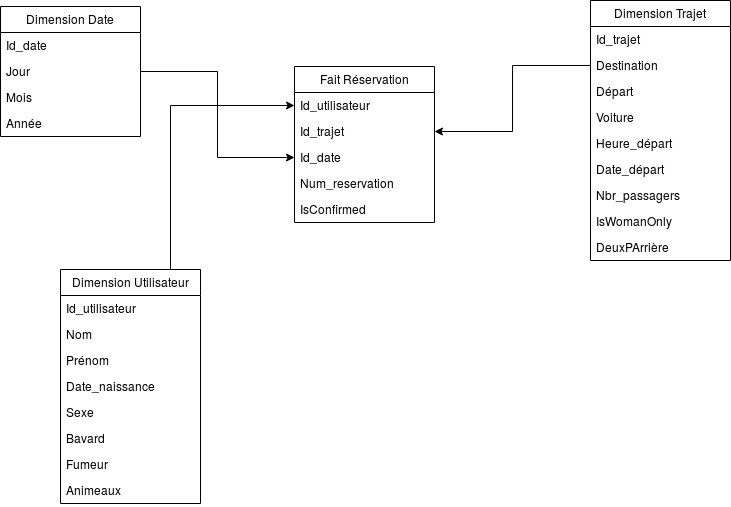 Dimension Date
Id_date
Jour
Mois
Année
Fait Réservation
Id_utilisateur
Id_trajet
Id_date
Num_reservation
IsConfirmed
Dimension Trajet
Id_trajet
Destination
Départ
Voiture
Heure_départ
Date_départ
Nbr_passagers
IsWomanOnly
DeuxPArrière
Dimension Utilisateur
Id_utilisateur
Nom
Prénom
Date_naissance
Sexe
Bavard
Fumeur
Animeaux